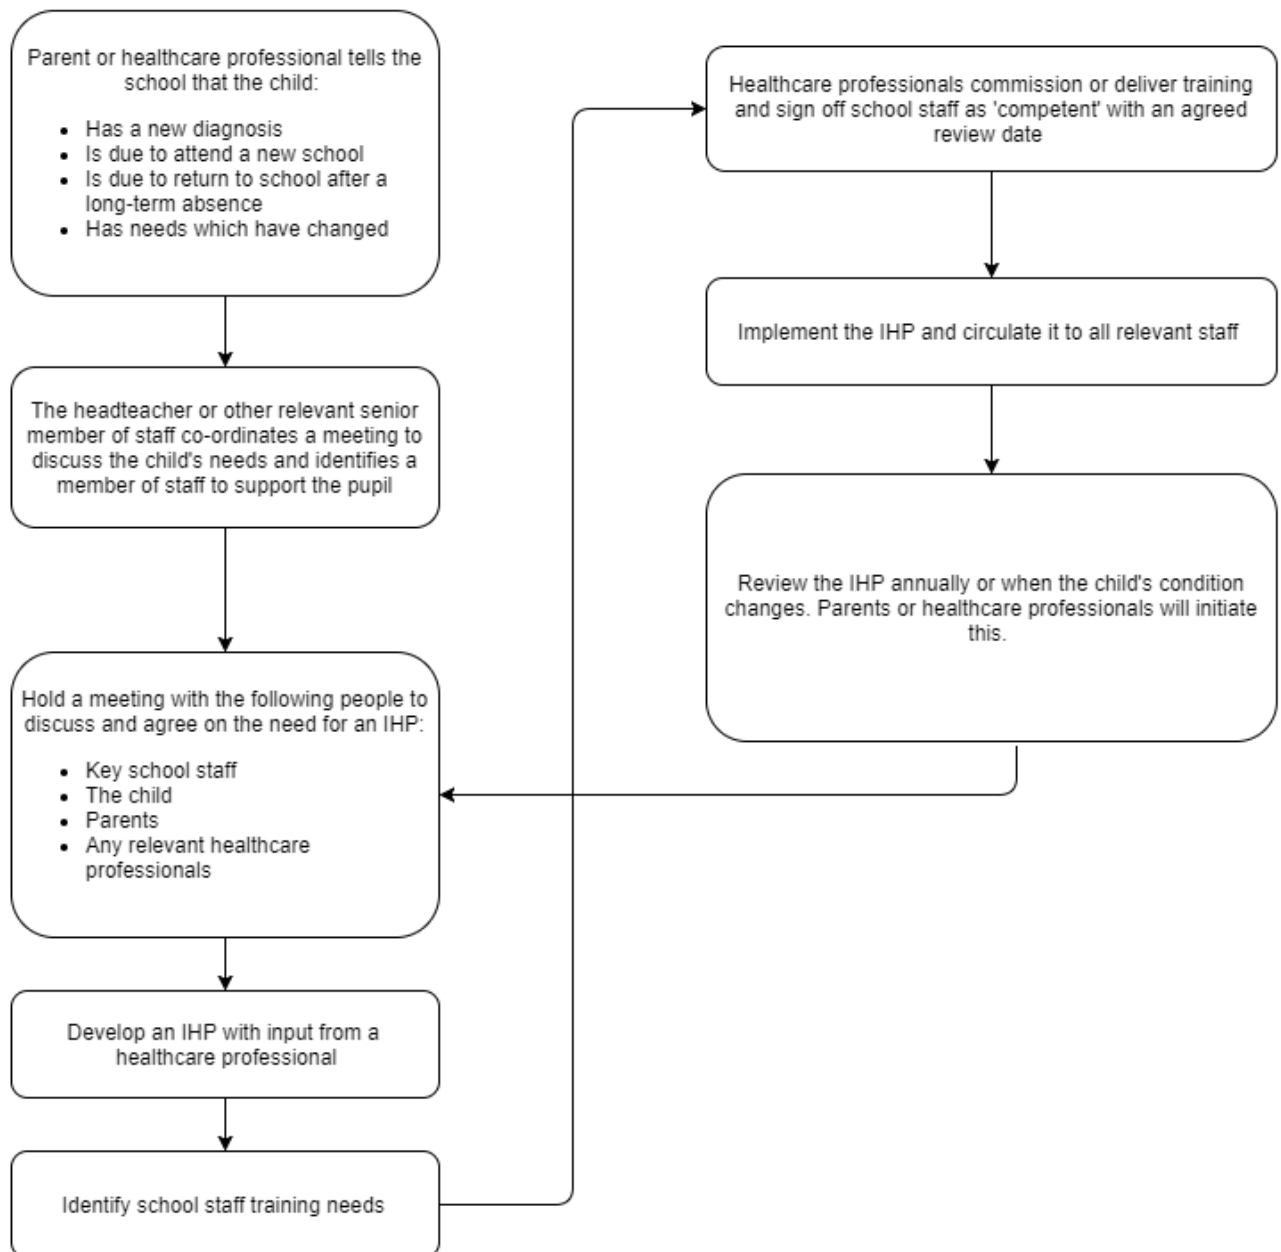 Parent or healthcare professional tells the
school that the child:
• Has a new diagnosis
• Is due to attend a new school
• Is due to return to school after a
long-term absence
• Has needs which have changed
The headteacher or other relevant senior
member of staff co-ordinates a meeting to
discuss the child's needs and identifies a
member of staff to support the pupil
Hold a meeting with the following people to
discuss and agree on the need for an IHP:
• Key school staff
• The child
• Parents
• Any relevant healthcare
professionals
Develop an IHP with input from a
healthcare professional
Identify school staff training needs
Healthcare professionals commission or deliver training
and sign off school staff as 'competent' with an agreed
review date
Implement the IHP and circulate it to all relevant staff
Review the IHP annually or when the child's condition
changes. Parents or healthcare professionals will initiate
this.